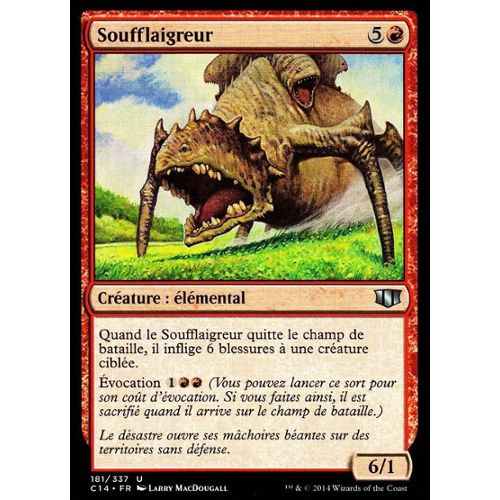 Soufflaigreur 5
Créature : élémental
Quand le Soufflaigreur quitte le champ de
bataille, il inflige 6 blessures à une créature
ciblée.
Évocation 1 (Vous pouvez lancer ce sort pour
son coût d'évocation. Si vous faites ainsi, il est
sacrifié quand il arrive sur le champ de bataille.)
Le désastre ouvre ses mâchoires béantes sur des
territoires sans défense.
6/1
181/337 U
C14 • FR Larry MacDougall
™ & © 2014 Wizards of the Coast